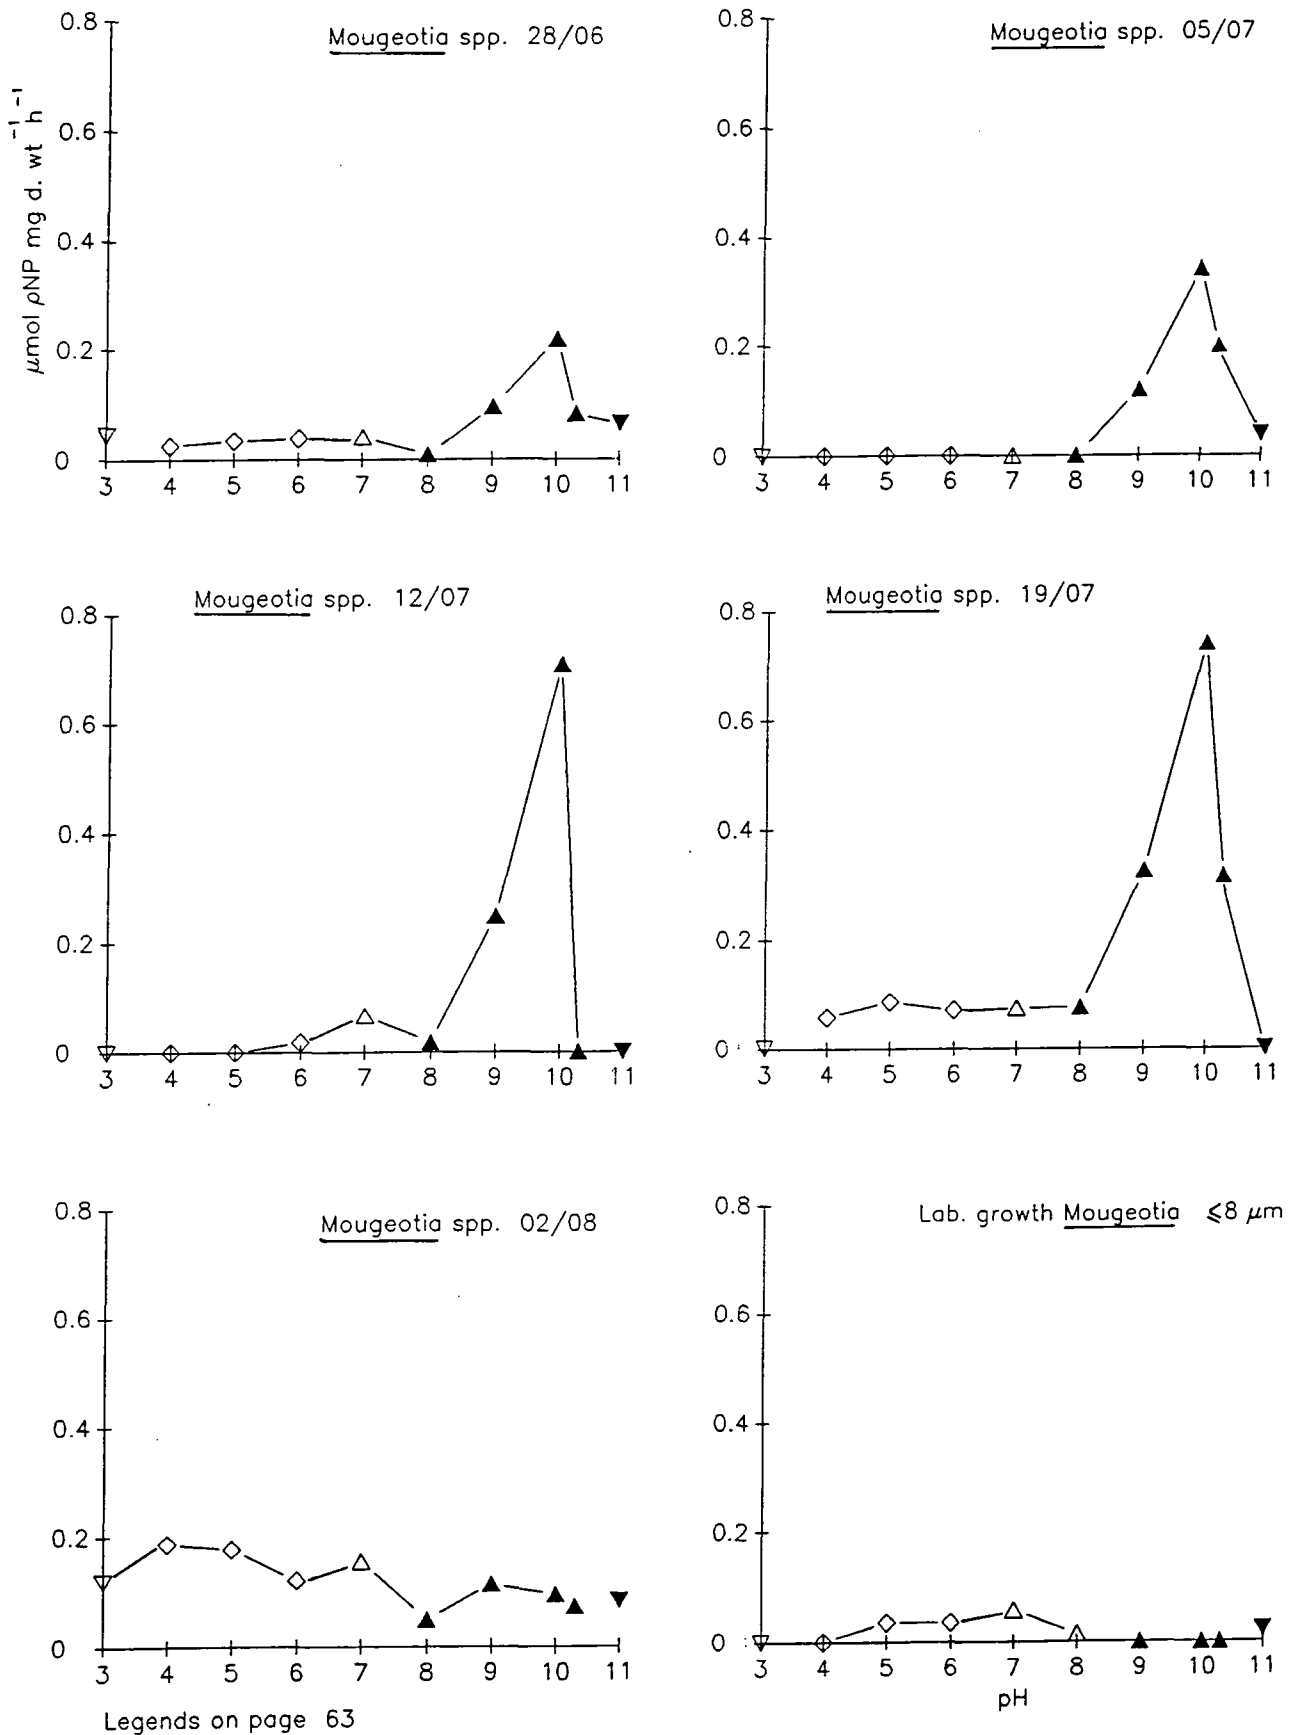 Mougeotia spp. 28/06
μmol ρNP mg d. wt⁻¹ h⁻¹
0.8
0.6
0.4
0.2
0
3 4 5 6 7 8 9 10 11
Mougeotia spp. 05/07
0.8
0.6
0.4
0.2
0
3 4 5 6 7 8 9 10 11
Mougeotia spp. 12/07
0.8
0.6
0.4
0.2
0
3 4 5 6 7 8 9 10 11
Mougeotia spp. 19/07
0.8
0.6
0.4
0.2
0
3 4 5 6 7 8 9 10 11
Mougeotia spp. 02/08
0.8
0.6
0.4
0.2
0
3 4 5 6 7 8 9 10 11
Lab. growth Mougeotia ⩽8 μm
0.8
0.6
0.4
0.2
0
3 4 5 6 7 8 9 10 11
pH
Legends on page 63